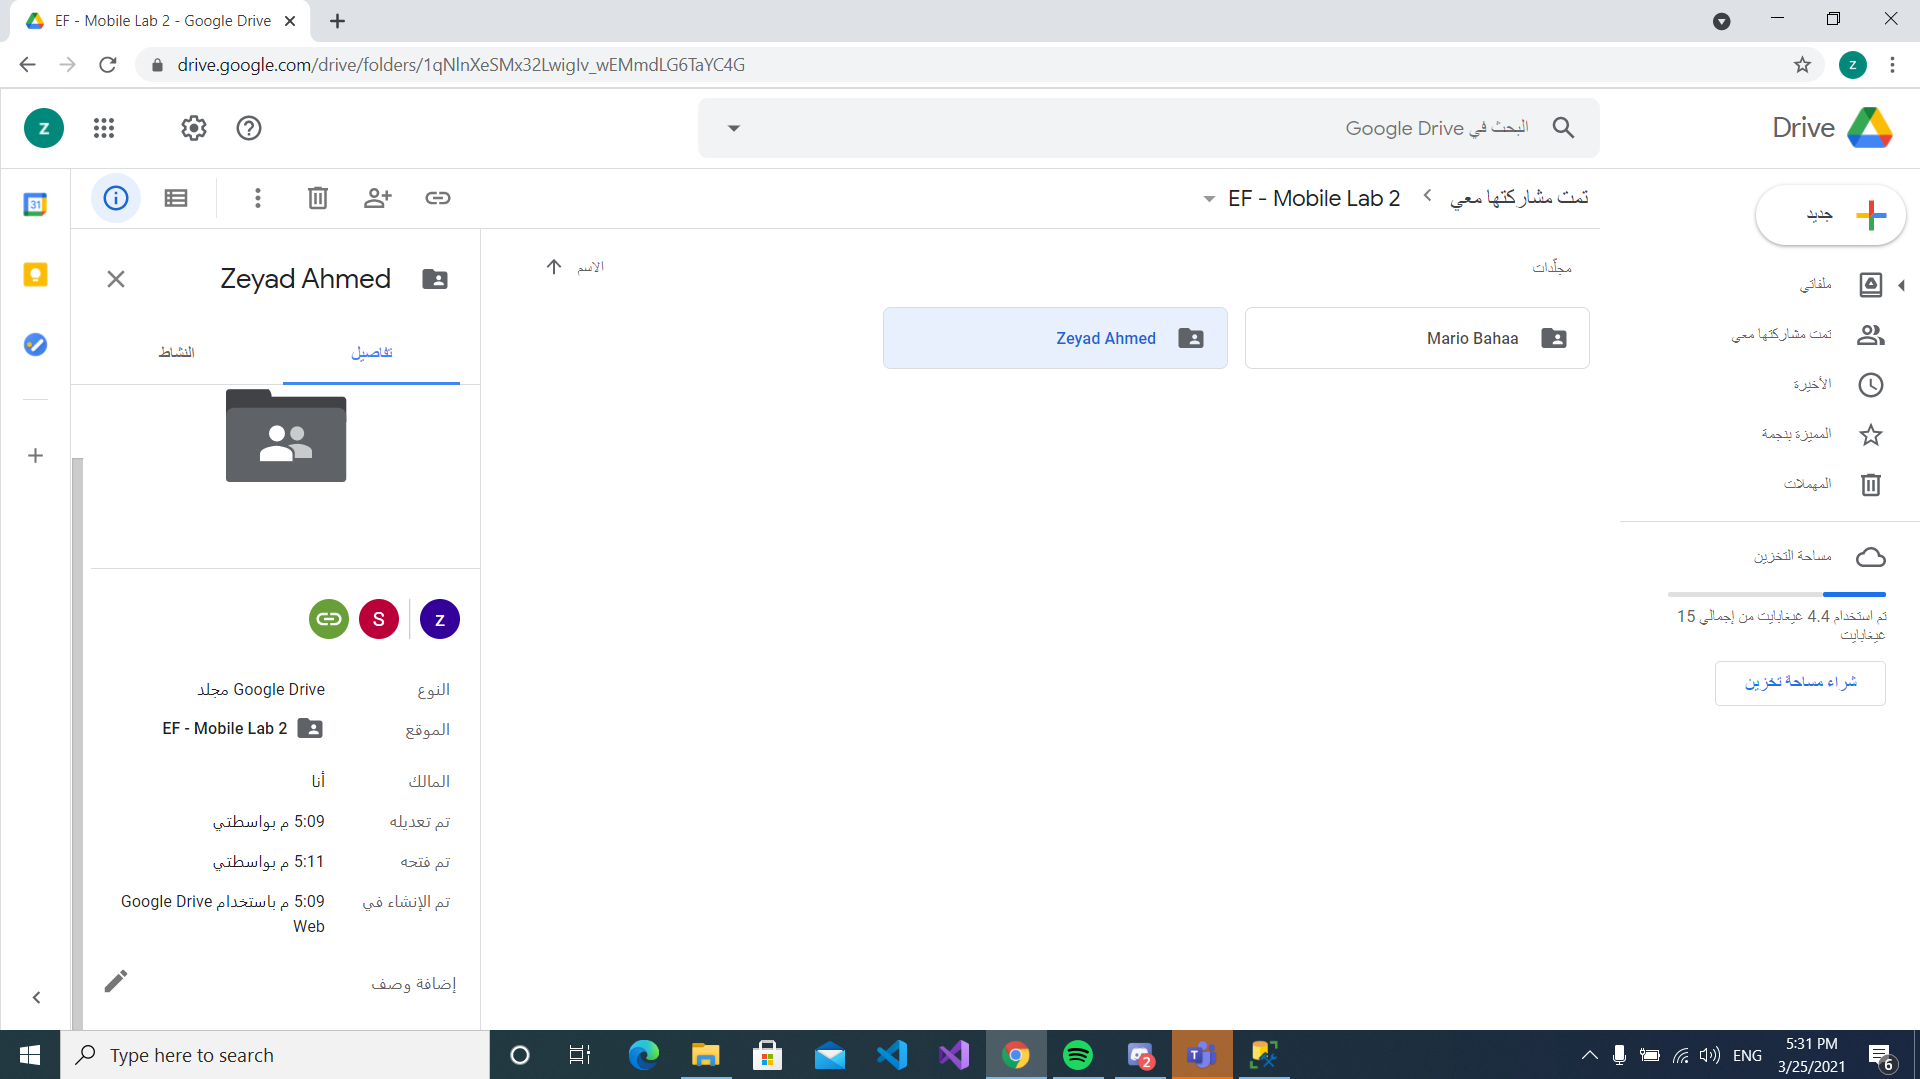 EF - Mobile Lab 2 - Google Drive
drive.google.com/drive/folders/1qNlnXeSMx32LwigIv_wEMmdLG6TaYC4G
z
Drive
البحث في Google Drive
z
تمت مشاركتها معي
EF - Mobile Lab 2
جديد
ملفاتي
تمت مشاركتها معي
الأخيرة
المميزة بنجمة
المهملات
مساحة التخزين
تم استخدام 4.4 غيغابايت من إجمالي 15
غيغابايت
شراء مساحة تخزين
مجلّدات
الاسم
Mario Bahaa
Zeyad Ahmed
31
Zeyad Ahmed
تفاصيل
النشاط
z
S
النوع
مجلد Google Drive
الموقع
EF - Mobile Lab 2
المالك
أنا
تم تعديله
5:09 م بواسطتي
تم فتحه
5:11 م بواسطتي
تم الإنشاء في
5:09 م باستخدام Google Drive
Web
إضافة وصف
Type here to search
2
ENG
5:31 PM
3/25/2021
6